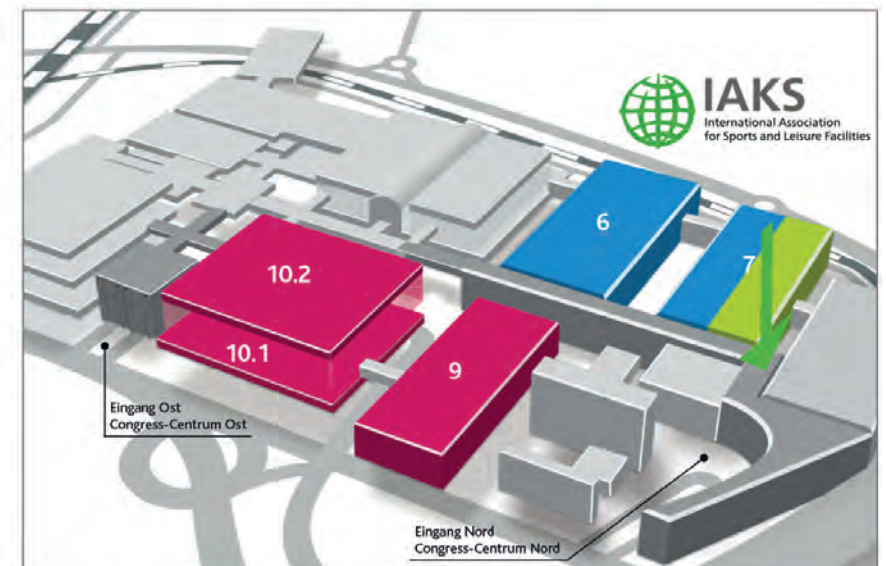 IAKS
International Association
for Sports and Leisure Facilities
6
7
10.2
10.1
9
Eingang Ost
Congress-Centrum Ost
Eingang Nord
Congress-Centrum Nord